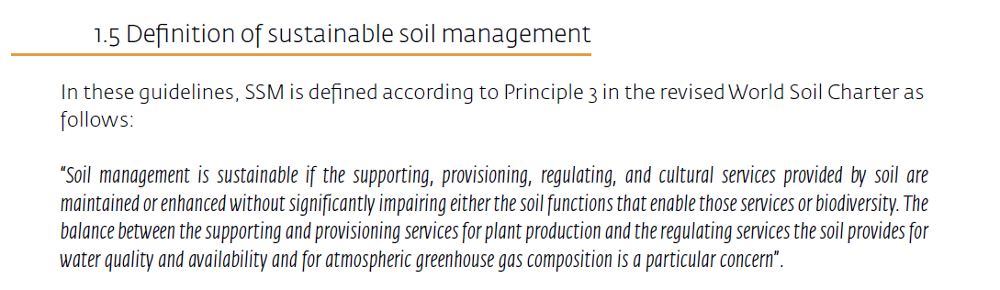 1.5 Definition of sustainable soil management
In these guidelines, SSM is defined according to Principle 3 in the revised World Soil Charter as
follows:
“Soil management is sustainable if the supporting, provisioning, regulating, and cultural services provided by soil are
maintained or enhanced without significantly impairing either the soil functions that enable those services or biodiversity. The
balance between the supporting and provisioning services for plant production and the regulating services the soil provides for
water quality and availability and for atmospheric greenhouse gas composition is a particular concern”.